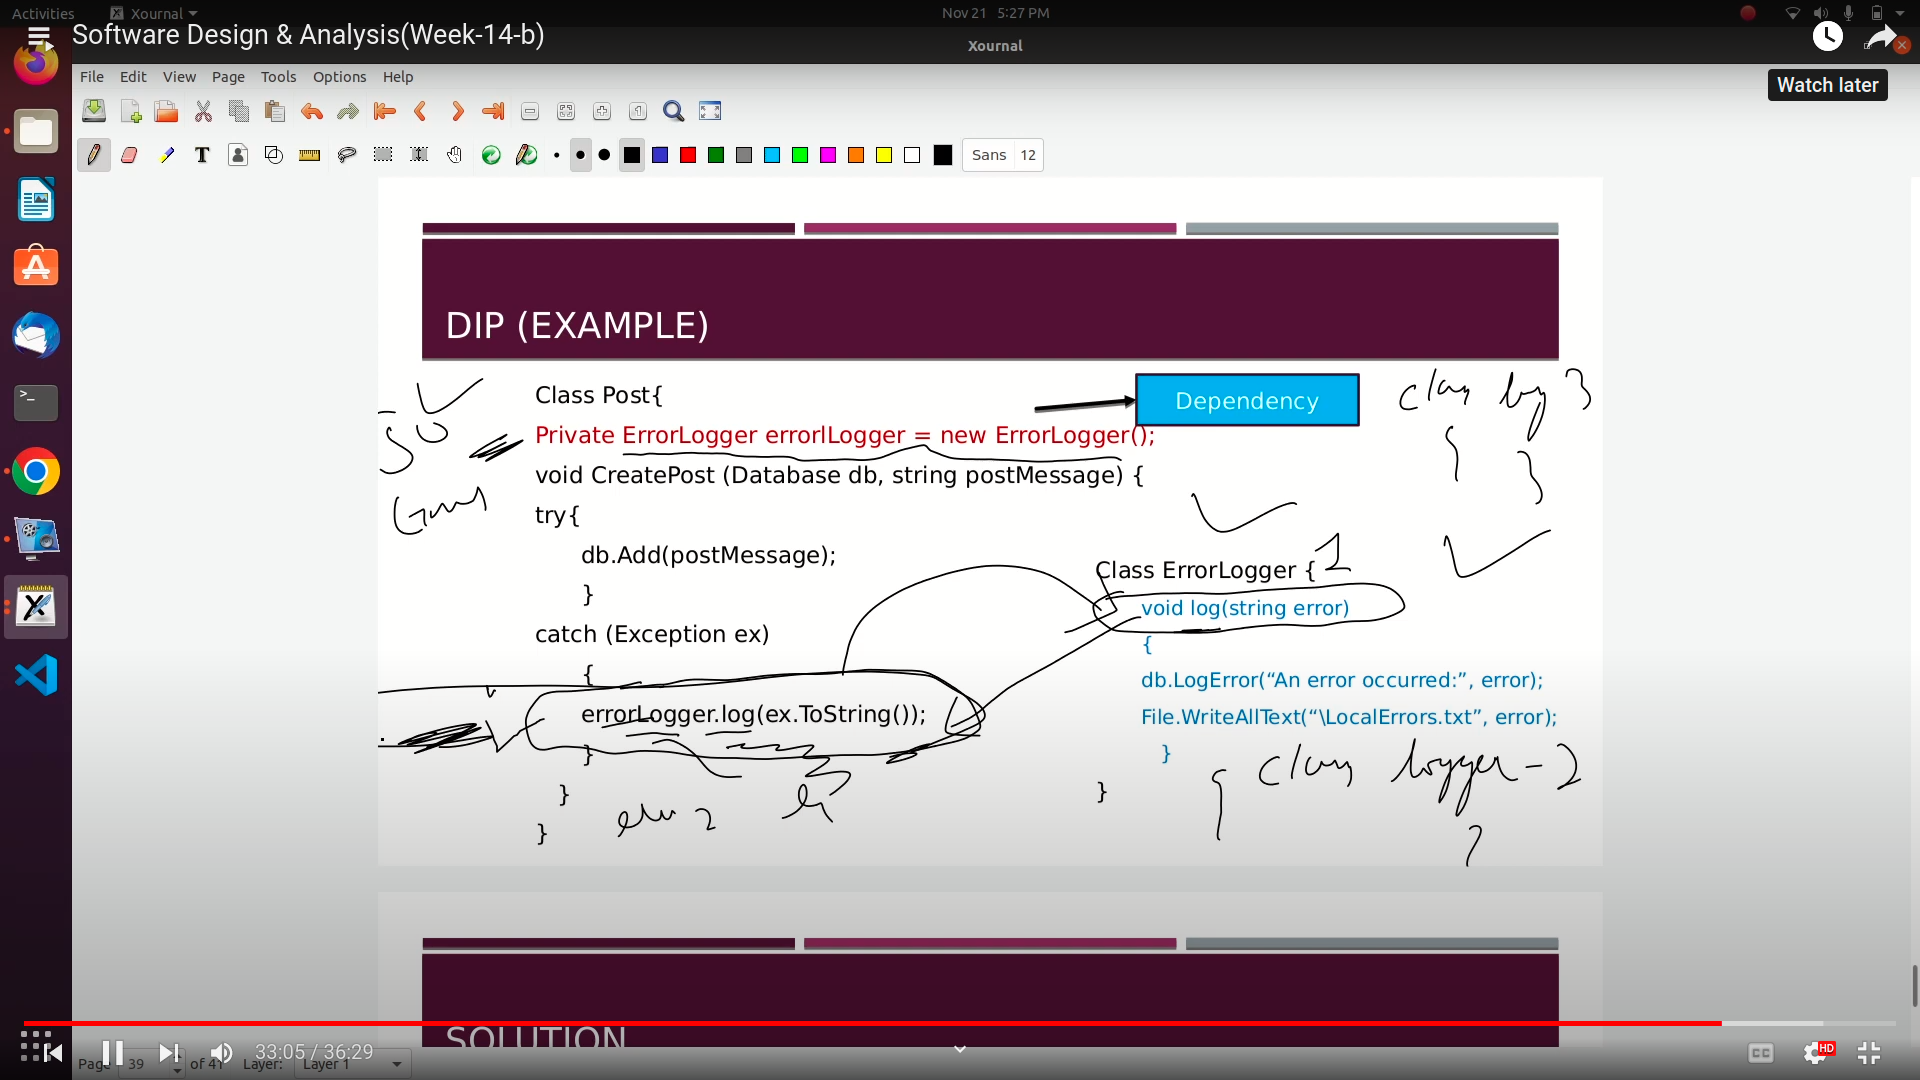 Activities
Xournal
Nov 21 5:27 PM
Software Design & Analysis(Week-14-b)
Xournal
Watch later
File Edit View Page Tools Options Help
Sans 12
DIP (EXAMPLE)
Class Post{
Dependency
Private ErrorLogger errorlLogger = new ErrorLogger();
void CreatePost (Database db, string postMessage) {
try{
db.Add(postMessage);
}
catch (Exception ex)
{
errorLogger.log(ex.ToString());
}
}
}
class log 3
{
}
Class ErrorLogger { 1
void log(string error)
{
db.LogError(“An error occurred:”, error);
File.WriteAllText(“\LocalErrors.txt”, error);
}
}
class logger-2
{
SOLUTION
33:05 / 36:29
Page 39 of 41 Layer: Layer 1
CC
HD